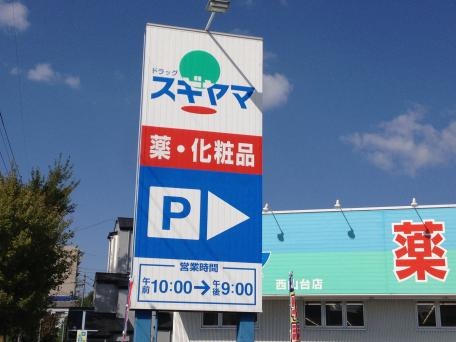 ドラッグ
スギヤマ
薬・化粧品
P
営業時間
午前10:00→午後9:00
薬
西山台店